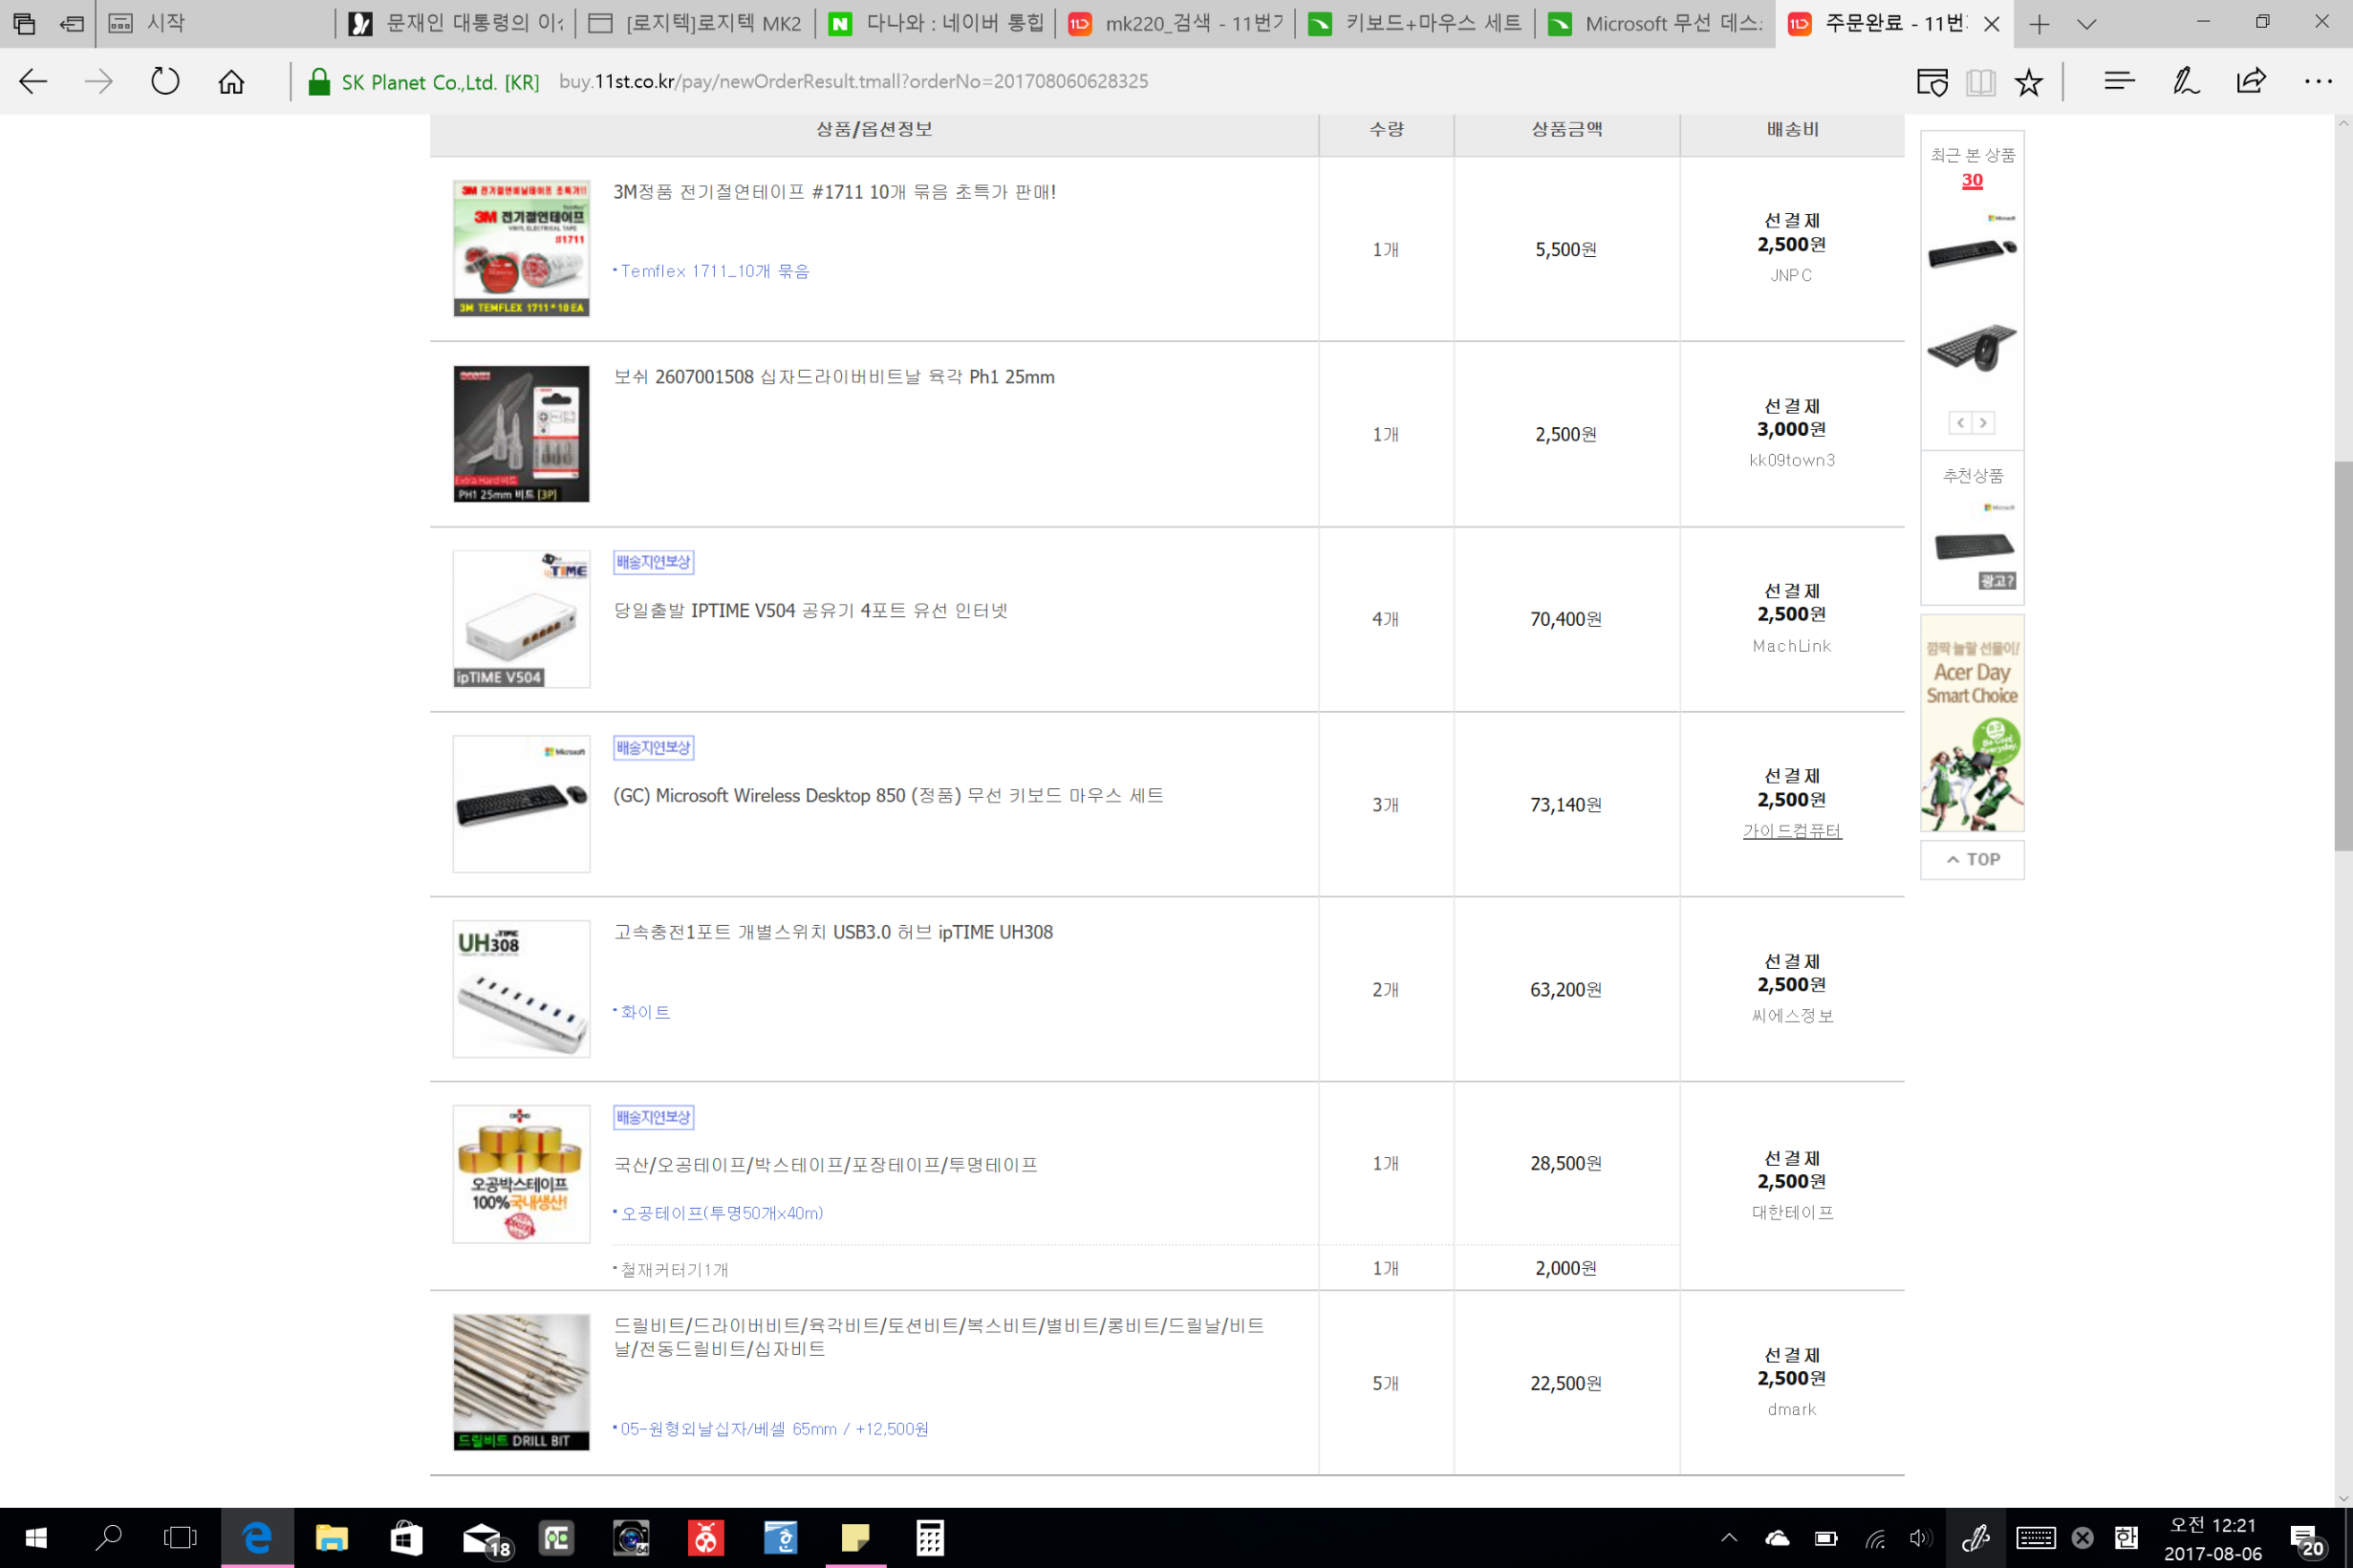 시작
문재인 대통령의 이
[로지텍]로지텍 MK2
다나와 : 네이버 통합
mk220_검색 - 11번가
키보드+마우스 세트
Microsoft 무선 데스
주문완료 - 11번
SK Planet Co.,Ltd. [KR]
buy.11st.co.kr/pay/newOrderResult.tmall?orderNo=201708060628325
상품/옵션정보
수량
상품금액
배송비
3M 전기절연비닐테이프 초특가!!
3M 전기절연테이프
VINYL ELECTRICAL TAPE
#1711
3M TEMFLEX 1711 * 10 EA
3M정품 전기절연테이프 #1711 10개 묶음 초특가 판매!
Temflex 1711_10개 묶음
1개
5,500원
선결제
2,500원
JNPC
BOSCH
Extra Hard 비트
PH1 25mm 비트 [3P]
보쉬 2607001508 십자드라이버비트날 육각 Ph1 25mm
1개
2,500원
선결제
3,000원
kk09town3
ipTIME
ipTIME V504
배송지연보상
당일출발 IPTIME V504 공유기 4포트 유선 인터넷
4개
70,400원
선결제
2,500원
MachLink
Microsoft
배송지연보상
(GC) Microsoft Wireless Desktop 850 (정품) 무선 키보드 마우스 세트
3개
73,140원
선결제
2,500원
가이드컴퓨터
ipTIME
UH308
고속충전1포트 개별스위치 USB3.0 허브 ipTIME UH308
화이트
2개
63,200원
선결제
2,500원
씨에스정보
오공박스테이프
100%국내생산!
배송지연보상
국산/오공테이프/박스테이프/포장테이프/투명테이프
오공테이프(투명50개x40m)
1개
28,500원
선결제
2,500원
대한테이프
철재커터기1개
1개
2,000원
드릴비트 DRILL BIT
드릴비트/드라이버비트/육각비트/토션비트/복스비트/별비트/롱비트/드릴날/비트
날/전동드릴비트/십자비트
05-원형외날십자/베셀 65mm / +12,500원
5개
22,500원
선결제
2,500원
dmark
최근 본 상품
30
Microsoft
추천상품
Microsoft
광고?
깜짝 놀랄 선물이!
Acer Day
Smart Choice
Be Good
Everyday
TOP
18
64
한
오전 12:21
2017-08-06
20